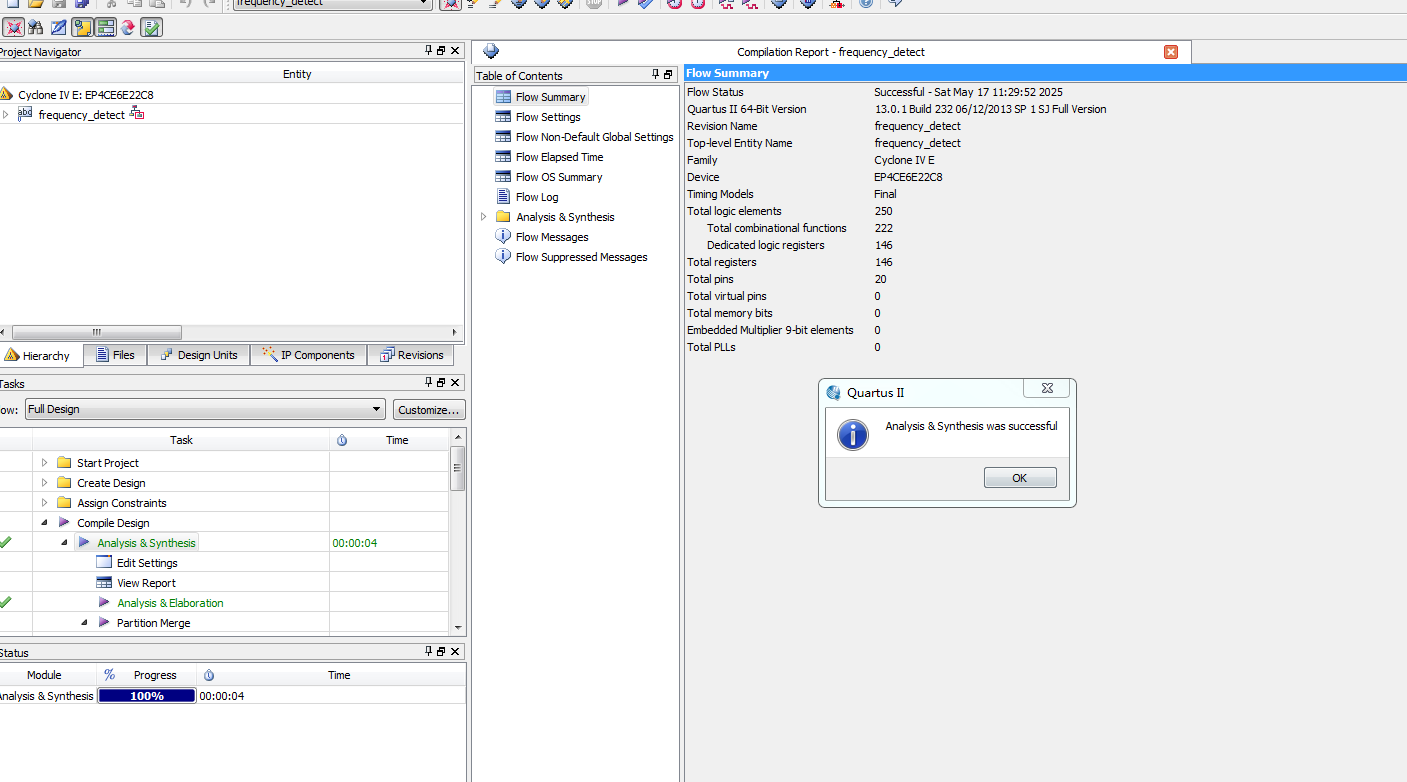 frequency_detect
Project Navigator
Entity
Cyclone IV E: EP4CE6E22C8
abc
frequency_detect
Hierarchy
Files
Design Units
IP Components
Revisions
Tasks
ow:
Full Design
Customize...
Task
Time
Start Project
Create Design
Assign Constraints
Compile Design
Analysis & Synthesis
00:00:04
Edit Settings
View Report
Analysis & Elaboration
Partition Merge
Status
Module
%
Progress
Time
Analysis & Synthesis
100%
00:00:04
Compilation Report - frequency_detect
Table of Contents
Flow Summary
Flow Settings
Flow Non-Default Global Settings
Flow Elapsed Time
Flow OS Summary
Flow Log
Analysis & Synthesis
Flow Messages
Flow Suppressed Messages
Flow Summary
Flow Status Successful - Sat May 17 11:29:52 2025
Quartus II 64-Bit Version 13.0.1 Build 232 06/12/2013 SP 1 SJ Full Version
Revision Name frequency_detect
Top-level Entity Name frequency_detect
Family Cyclone IV E
Device EP4CE6E22C8
Timing Models Final
Total logic elements 250
Total combinational functions 222
Dedicated logic registers 146
Total registers 146
Total pins 20
Total virtual pins 0
Total memory bits 0
Embedded Multiplier 9-bit elements 0
Total PLLs 0
Quartus II
Analysis & Synthesis was successful
OK